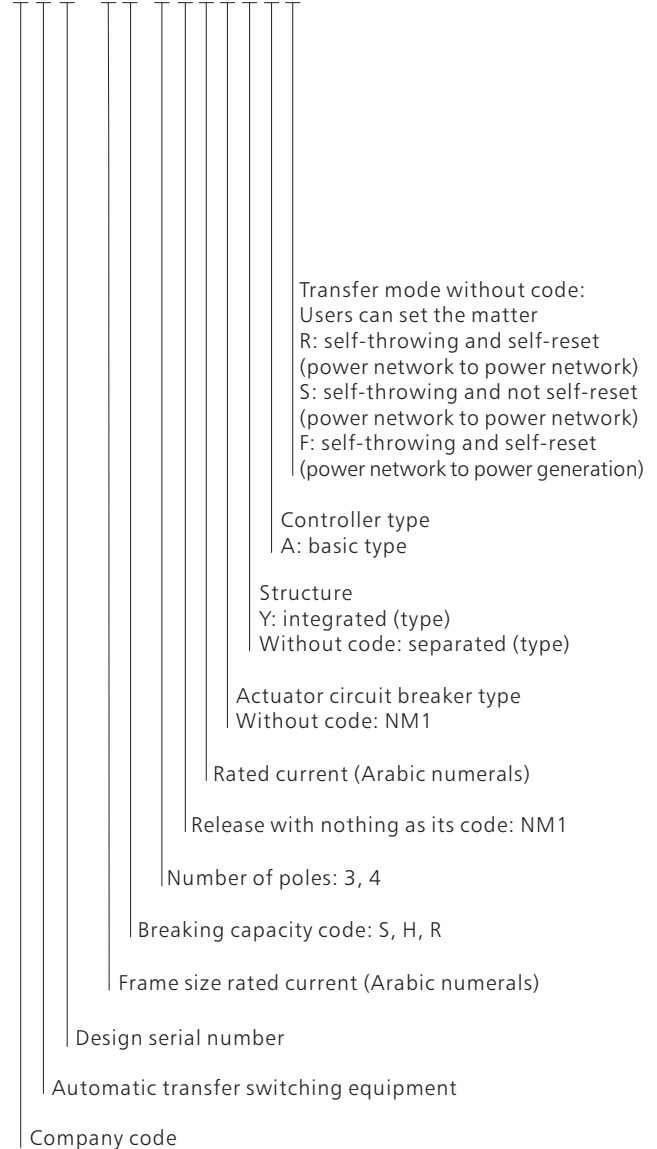 Transfer mode without code:
Users can set the matter
R: self-throwing and self-reset
(power network to power network)
S: self-throwing and not self-reset
(power network to power network)
F: self-throwing and self-reset
(power network to power generation)
Controller type
A: basic type
Structure
Y: integrated (type)
Without code: separated (type)
Actuator circuit breaker type
Without code: NM1
Rated current (Arabic numerals)
Release with nothing as its code: NM1
Number of poles: 3, 4
Breaking capacity code: S, H, R
Frame size rated current (Arabic numerals)
Design serial number
Automatic transfer switching equipment
Company code